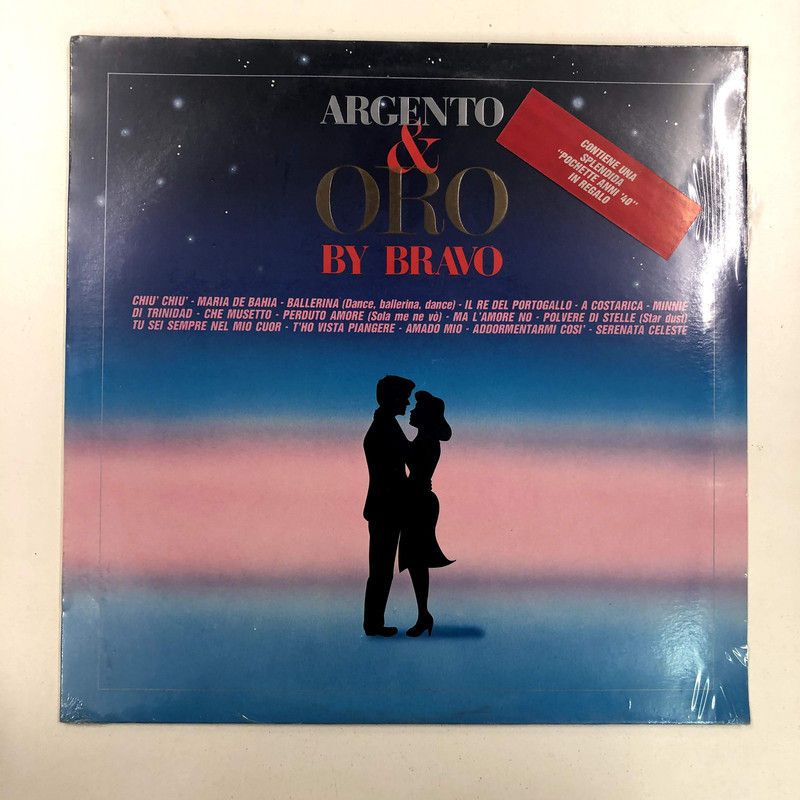 ARGENTO
&
ORO
BY BRAVO
CONTIENE UNA
SPLENDIDA
"POCHETTE ANNI '40"
IN REGALO
CHIU' CHIU' - MARIA DE BAHIA - BALLERINA (Dance, ballerina, dance) - IL RE DEL PORTOGALLO - A COSTARICA - MINNIE
DI TRINIDAD - CHE MUSETTO - PERDUTO AMORE (Sola me ne vò) - MA L'AMORE NO - POLVERE DI STELLE (Star dust)
TU SEI SEMPRE NEL MIO CUOR - T'HO VISTA PIANGERE - AMADO MIO - ADDORMENTARMI COSI' - SERENATA CELESTE